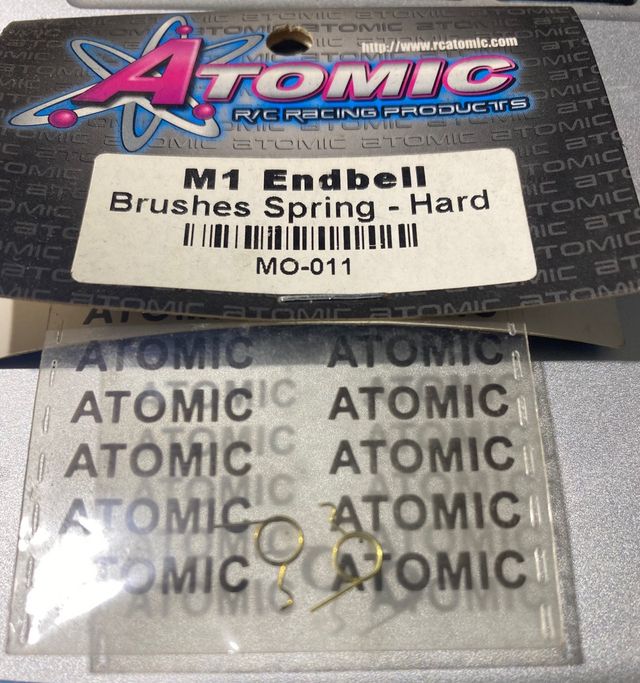 http://www.rcatomic.com
ATOMIC
R/C RACING PRODUCTS
M1 Endbell
Brushes Spring - Hard
MO-011
ATOMIC ATOMIC
ATOMIC ATOMIC
ATOMIC ATOMIC
ATOMIC ATOMIC
ATOMIC ATOMIC